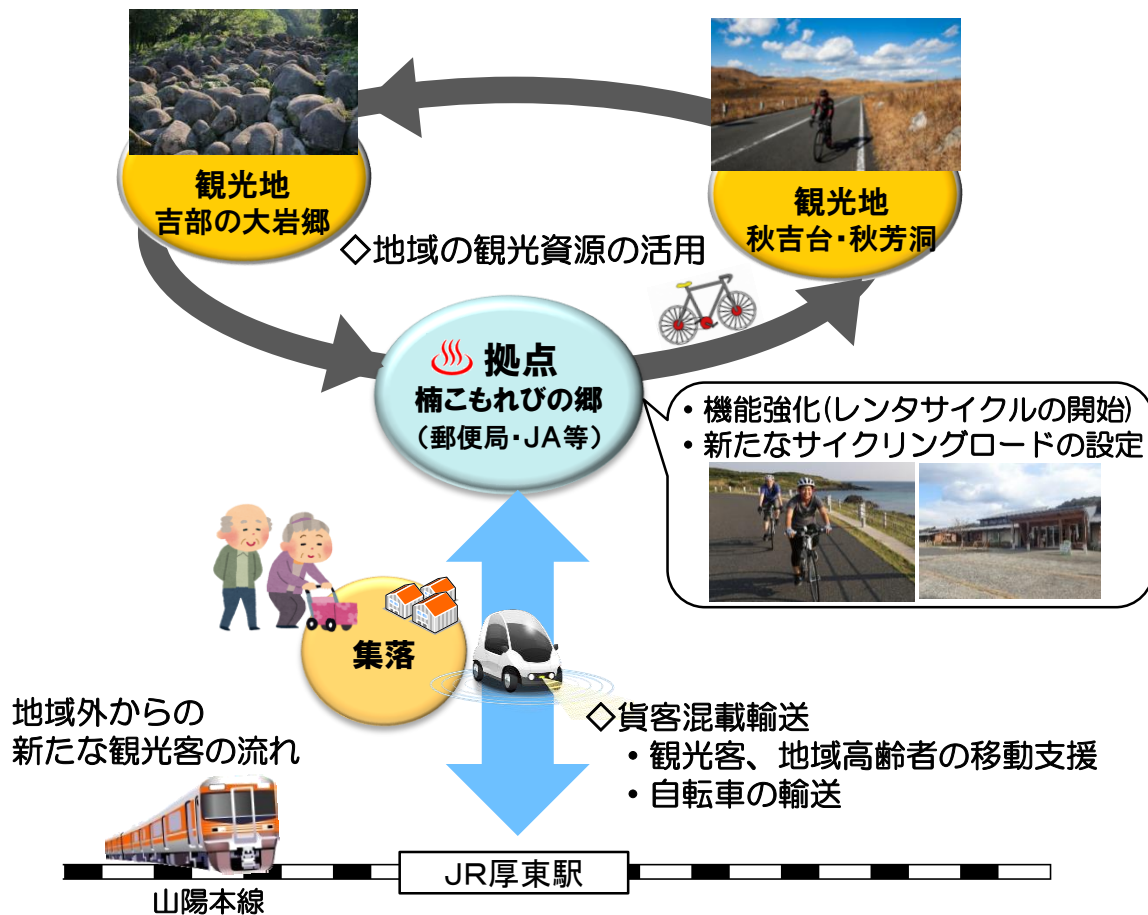 観光地
吉部の大岩郷
観光地
秋吉台・秋芳洞
◇地域の観光資源の活用
拠点
楠こもれびの郷
（郵便局・JA等）
・機能強化(レンタサイクルの開始)
・新たなサイクリングロードの設定
集落
地域外からの
新たな観光客の流れ
◇貨客混載輸送
・観光客、地域高齢者の移動支援
・自転車の輸送
JR厚東駅
山陽本線